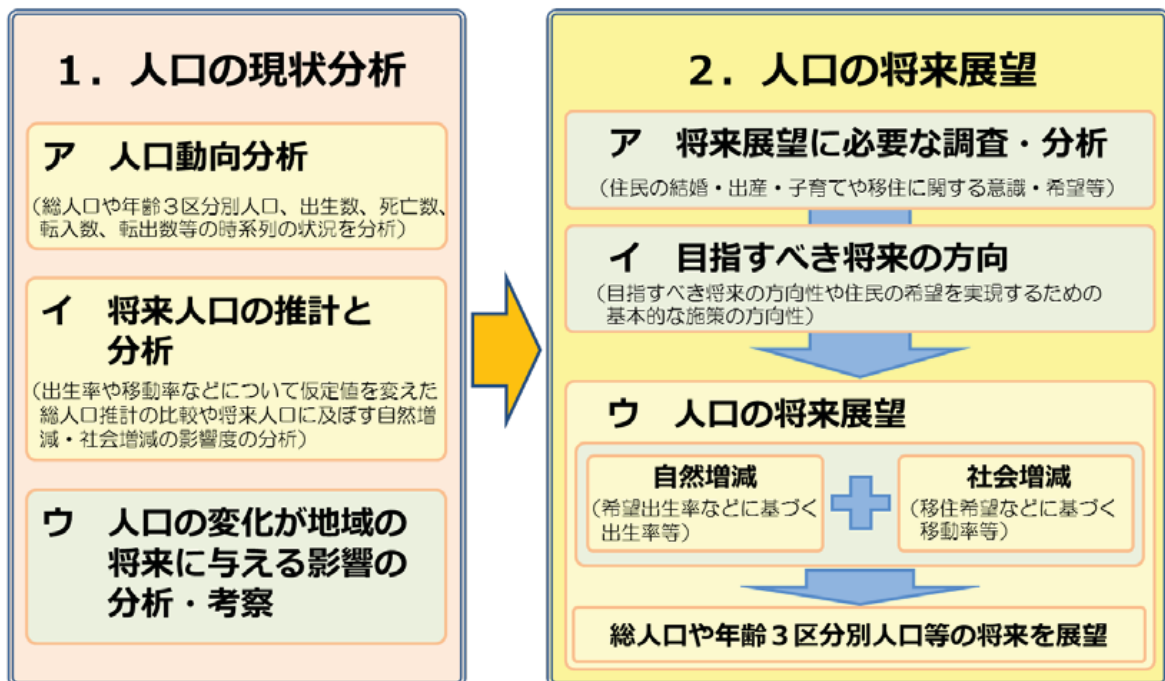 １．人口の現状分析
ア　人口動向分析
（総人口や年齢３区分別人口、出生数、死亡数、
転入数、転出数等の時系列の状況を分析）
イ　将来人口の推計と
分析
（出生率や移動率などについて仮定値を変えた
総人口推計の比較や将来人口に及ぼす自然増
減・社会増減の影響度の分析）
ウ　人口の変化が地域の
将来に与える影響の
分析・考察
２．人口の将来展望
ア　将来展望に必要な調査・分析
（住民の結婚・出産・子育てや移住に関する意識・希望等）
イ　目指すべき将来の方向
（目指すべき将来の方向性や住民の希望を実現するための
基本的な施策の方向性）
ウ　人口の将来展望
自然増減
（希望出生率などに基づく
出生率等）
社会増減
（移住希望などに基づく
移動率等）
総人口や年齢３区分別人口等の将来を展望